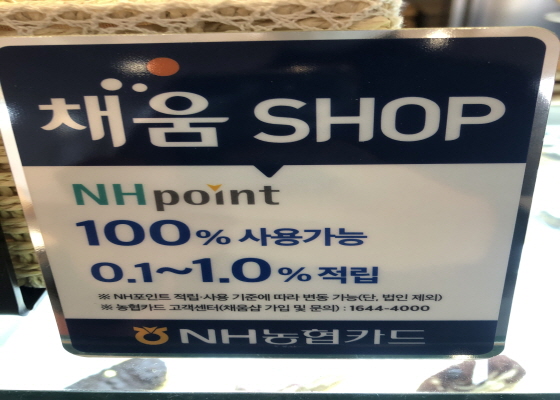 채움 SHOP
NHpoint
100% 사용가능
0.1~1.0% 적립
※ NH포인트 적립·사용 기준에 따라 변동 가능(단, 법인 제외)
※ 농협카드 고객센터(채움샵 가입 및 문의) : 1644-4000
NH농협카드